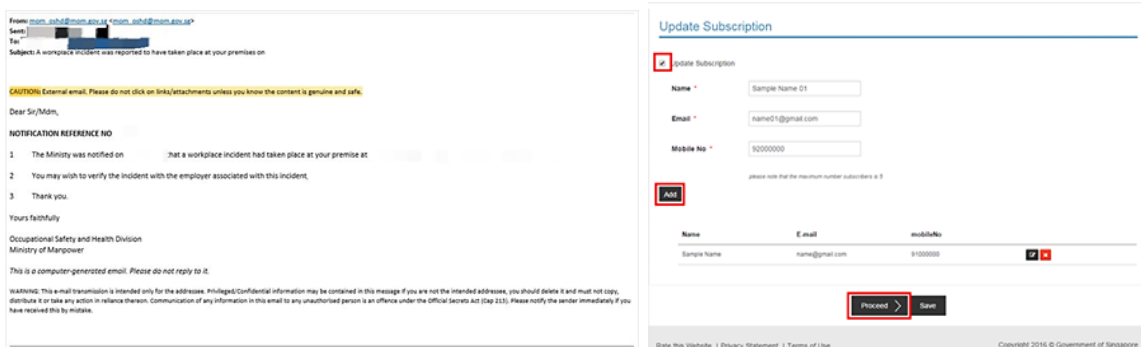 From: mom_oshd@mom.gov.sg <mom_oshd@mom.gov.sg>
Sent:
To:
Subject: A workplace incident was reported to have taken place at your premises on
CAUTION: External email. Please do not click on links/attachments unless you know the content is genuine and safe.
Dear Sir/Mdm,
NOTIFICATION REFERENCE NO
1 The Ministy was notified on that a workplace incident had taken place at your premise at
2 You may wish to verify the incident with the employer associated with this incident.
3 Thank you.
Yours faithfully
Occupational Safety and Health Division
Ministry of Manpower
This is a computer-generated email. Please do not reply to it.
WARNING: This e-mail transmission is intended only for the addressee. Privileged/Confidential information may be contained in this message if you are not the intended addressee, you should delete it and must not copy,
distribute it or take any action in reliance thereon. Communication of any information in this email to any unauthorised person is an offence under the Official Secrets Act (Cap 213). Please notify the sender immediately if you
have received this by mistake.
Update Subscription
Update Subscription
Name * Sample Name 01
Email * name01@gmail.com
Mobile No * 92000000
please note that the maximum number subscribers is 5
Add
Name E.mail mobileNo
Sample Name name@gmail.com 91000000
Proceed > Save
Rate this Website | Privacy Statement | Terms of Use Copyright 2016 © Government of Singapore